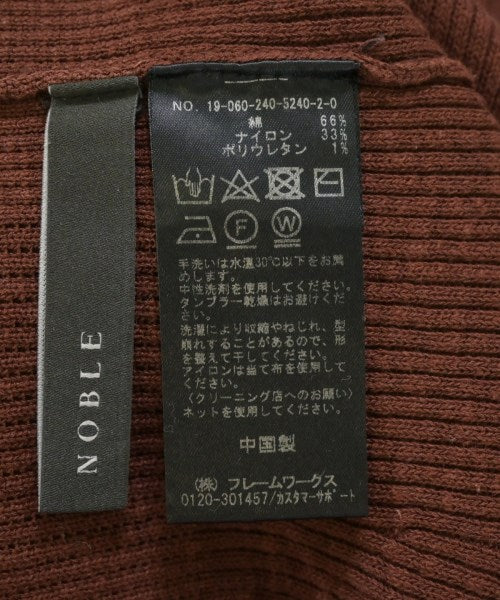 NOBLE
NO. 19-060-240-5240-2-0
綿 66%
ナイロン 33%
ポリウレタン 1%
F W
手洗いは水温30℃以下をお薦
めします。
中性洗剤を使用してください。
タンブラー乾燥はお避けくださ
い。
洗濯により収縮やねじれ、型
崩れすることがあるので、形
を整えて干してください。
アイロンは当て布を使用して
ください。
〈クリーニング店へのお願い〉
ネットを使用してください。
中国製
(株) フレームワークス
0120-301457/カスタマーサポート